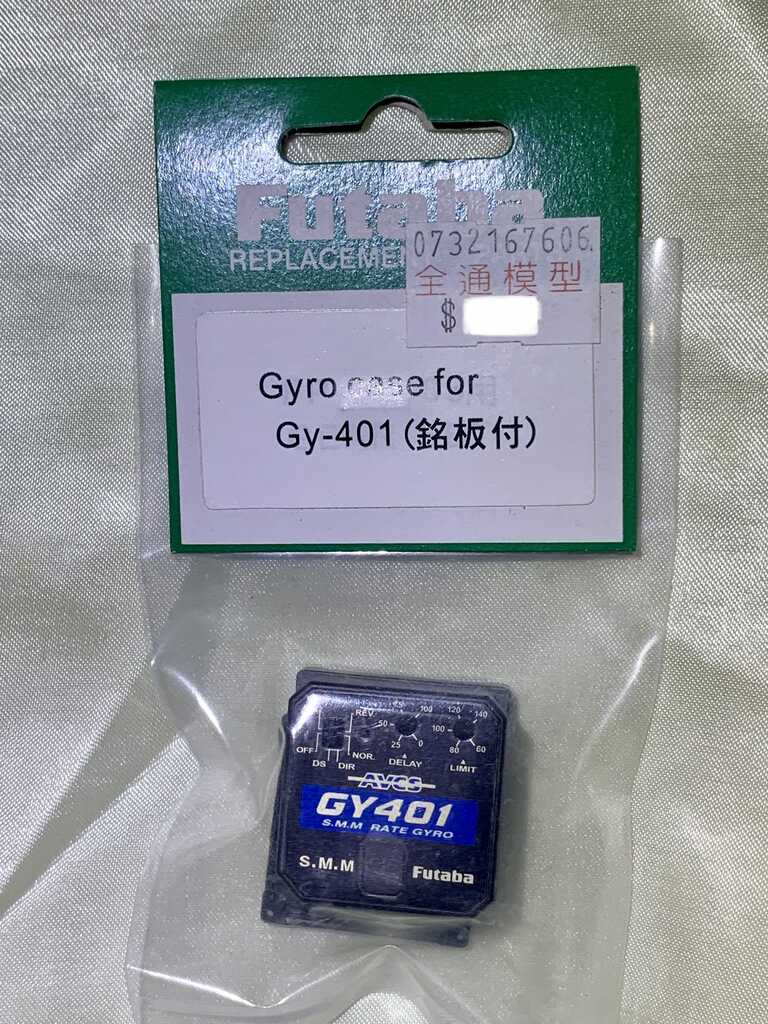 Futaba
REPLACEME
0732167606
全通模型
$
Gyro case for
Gy-401(銘板付)
REV.
100
120
140
50
100
OFF
NOR.
25
0
80
60
DS
DIR
DELAY
LIMIT
AVCS
GY401
S.M.M RATE GYRO
S.M.M
Futaba